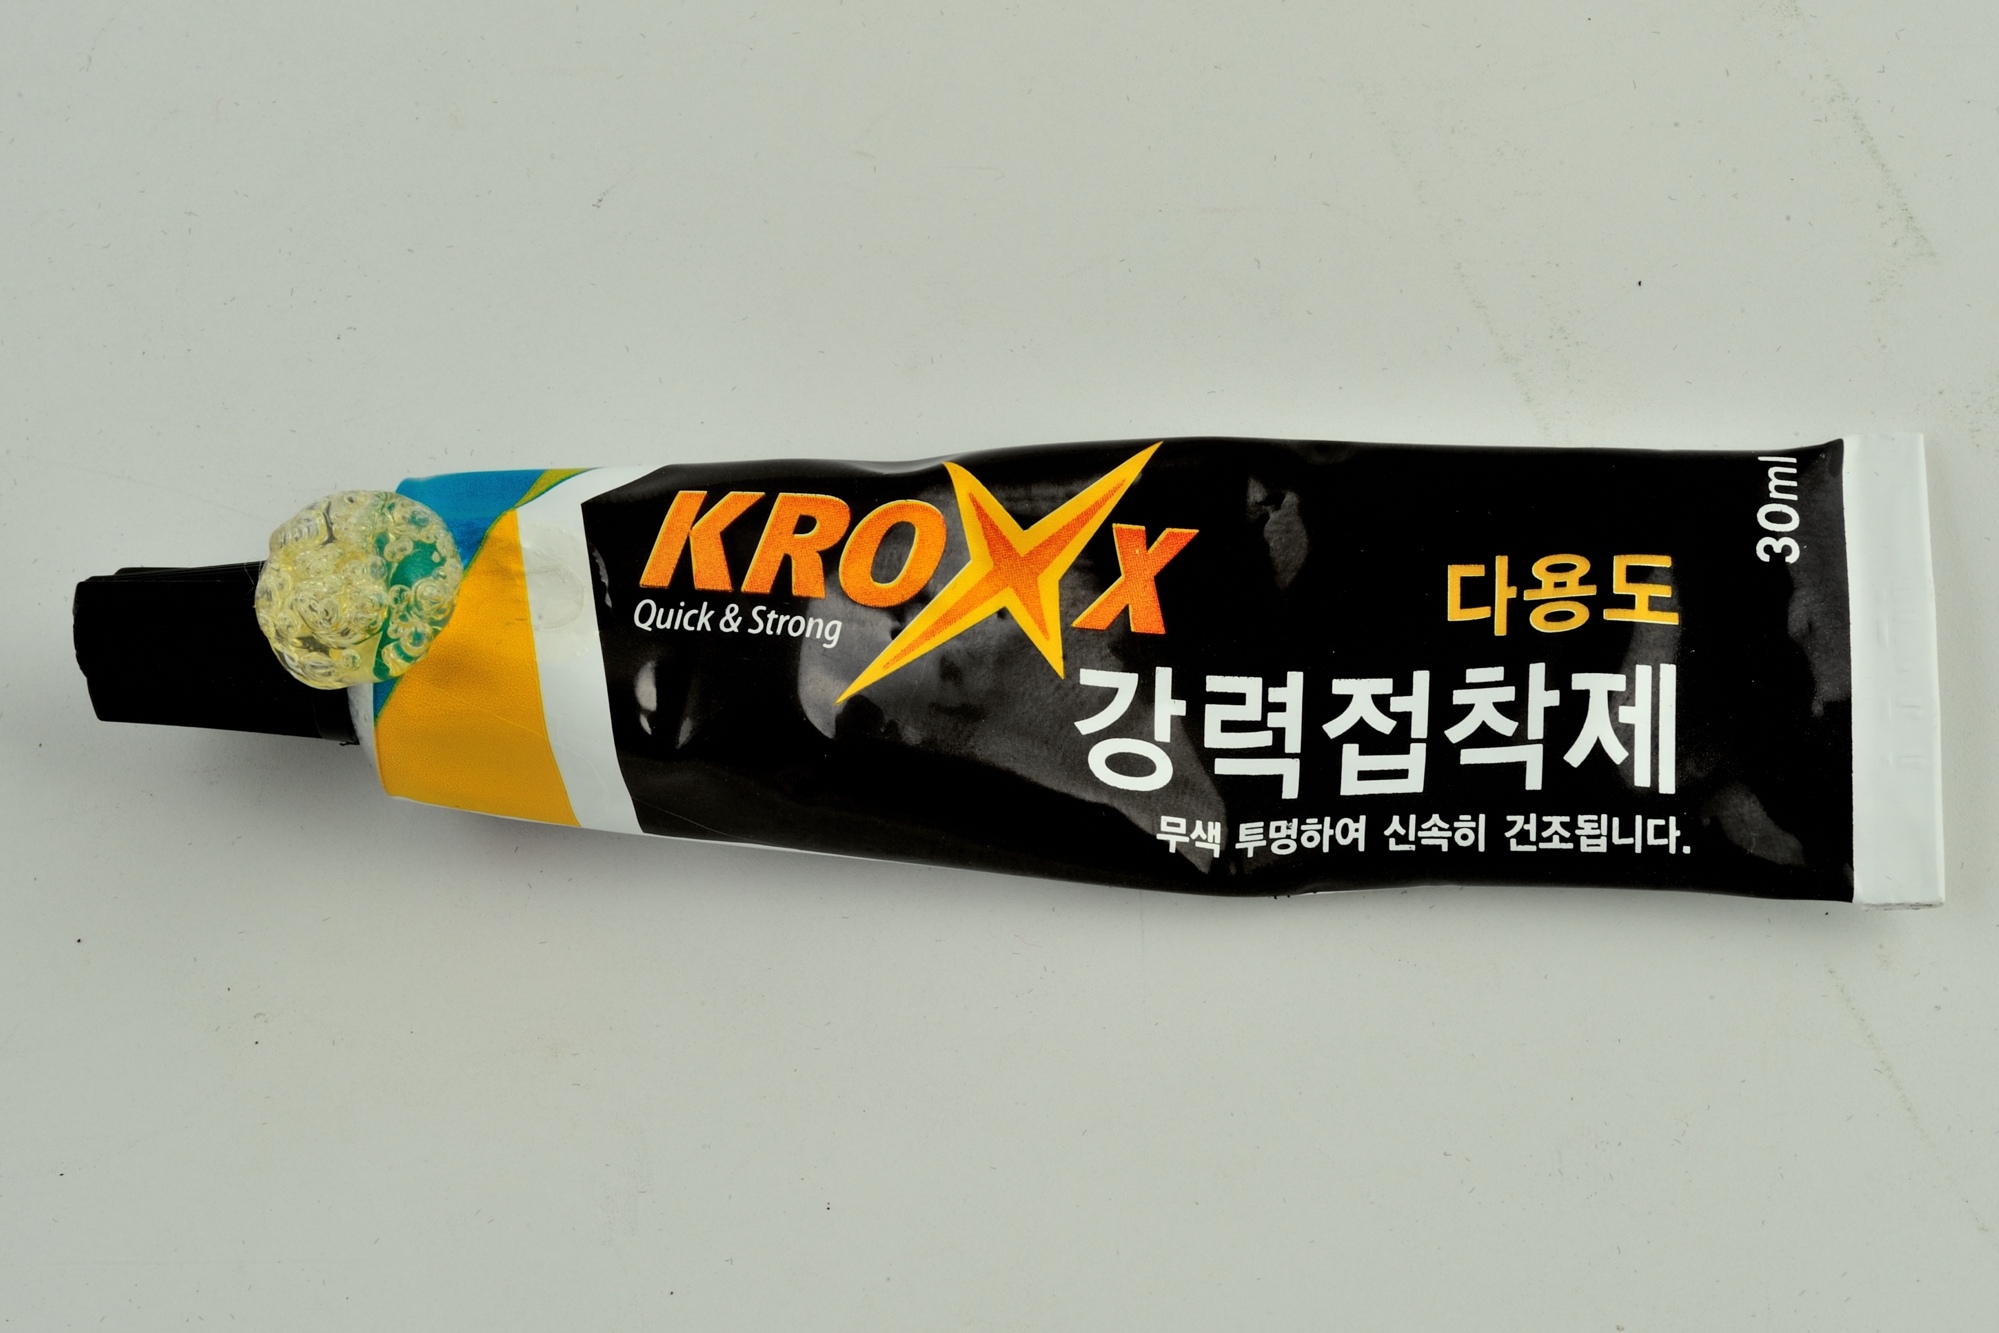 KROXX
Quick & Strong
30ml
다용도
강력접착제
무색 투명하여 신속히 건조됩니다.